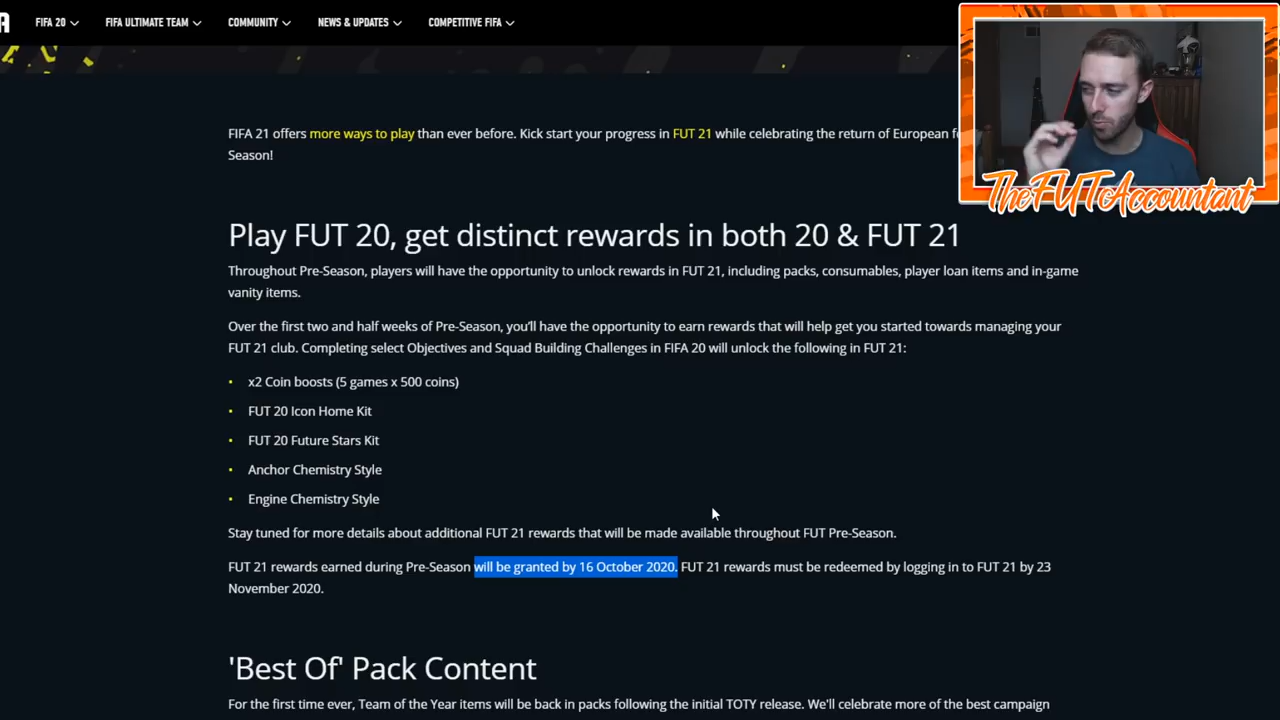 A
FIFA 20
FIFA ULTIMATE TEAM
COMMUNITY
NEWS & UPDATES
COMPETITIVE FIFA
TheFUTAccountant
FIFA 21 offers more ways to play than ever before. Kick start your progress in FUT 21 while celebrating the return of European
Season!
Play FUT 20, get distinct rewards in both 20 & FUT 21
Throughout Pre-Season, players will have the opportunity to unlock rewards in FUT 21, including packs, consumables, player loan items and in-game
vanity items.
Over the first two and half weeks of Pre-Season, you'll have the opportunity to earn rewards that will help get you started towards managing your
FUT 21 club. Completing select Objectives and Squad Building Challenges in FIFA 20 will unlock the following in FUT 21:
• x2 Coin boosts (5 games x 500 coins)
• FUT 20 Icon Home Kit
• FUT 20 Future Stars Kit
• Anchor Chemistry Style
• Engine Chemistry Style
Stay tuned for more details about additional FUT 21 rewards that will be made available throughout FUT Pre-Season.
FUT 21 rewards earned during Pre-Season will be granted by 16 October 2020. FUT 21 rewards must be redeemed by logging in to FUT 21 by 23
November 2020.
'Best Of' Pack Content
For the first time ever, Team of the Year items will be back in packs following the initial TOTY release. We'll celebrate more of the best campaign